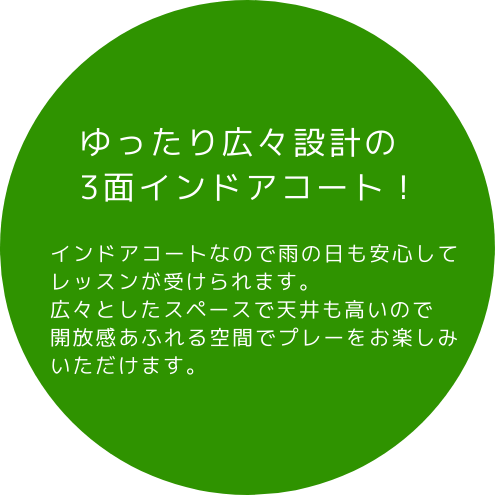 ゆったり広々設計の
3面インドアコート！
インドアコートなので雨の日も安心して
レッスンが受けられます。
広々としたスペースで天井も高いので
開放感あふれる空間でプレーをお楽しみ
いただけます。